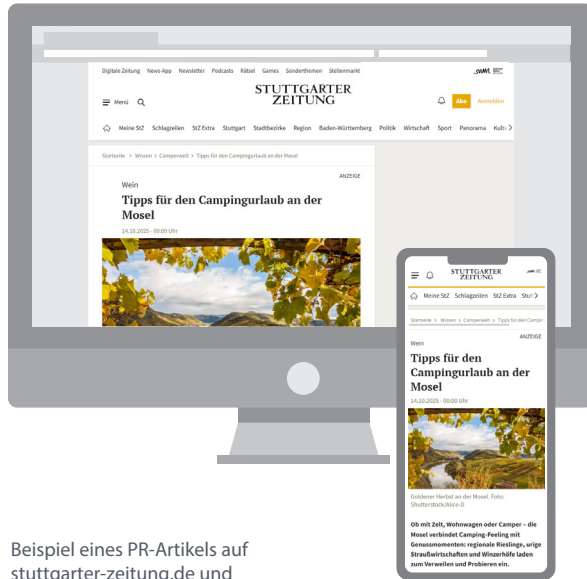 Digitale Zeitung News-App Newsletter Podcasts Rätsel Games Sonderthemen Stellenmarkt
STUTTGARTER
ZEITUNG
Menü
Abo Anmelden
Meine StZ Schlagzeilen StZ Extra Stuttgart Stadtbezirke Region Baden-Württemberg Politik Wirtschaft Sport Panorama Kultu
Startseite > Wissen > Camperwelt > Tipps für den Campingurlaub an der Mosel
ANZEIGE
Wein
Tipps für den Campingurlaub an der
Mosel
14.10.2025 - 00:00 Uhr
STUTTGARTER
ZEITUNG
Meine StZ Schlagzeilen StZ Extra Stutt
Startseite > Wissen > Camperwelt > Tipps für den Campin
ANZEIGE
Wein
Tipps für den
Campingurlaub an der
Mosel
14.10.2025 - 00:00 Uhr
Goldener Herbst an der Mosel. Foto:
Shutterstock/Alice-D
Ob mit Zelt, Wohnwagen oder Camper – die
Mosel verbindet Camping-Feeling mit
Genussmomenten: regionale Rieslinge, urige
Straußwirtschaften und Winzerhöfe laden
zum Verweilen und Probieren ein.
Beispiel eines PR-Artikels auf
stuttgarter-zeitung.de und